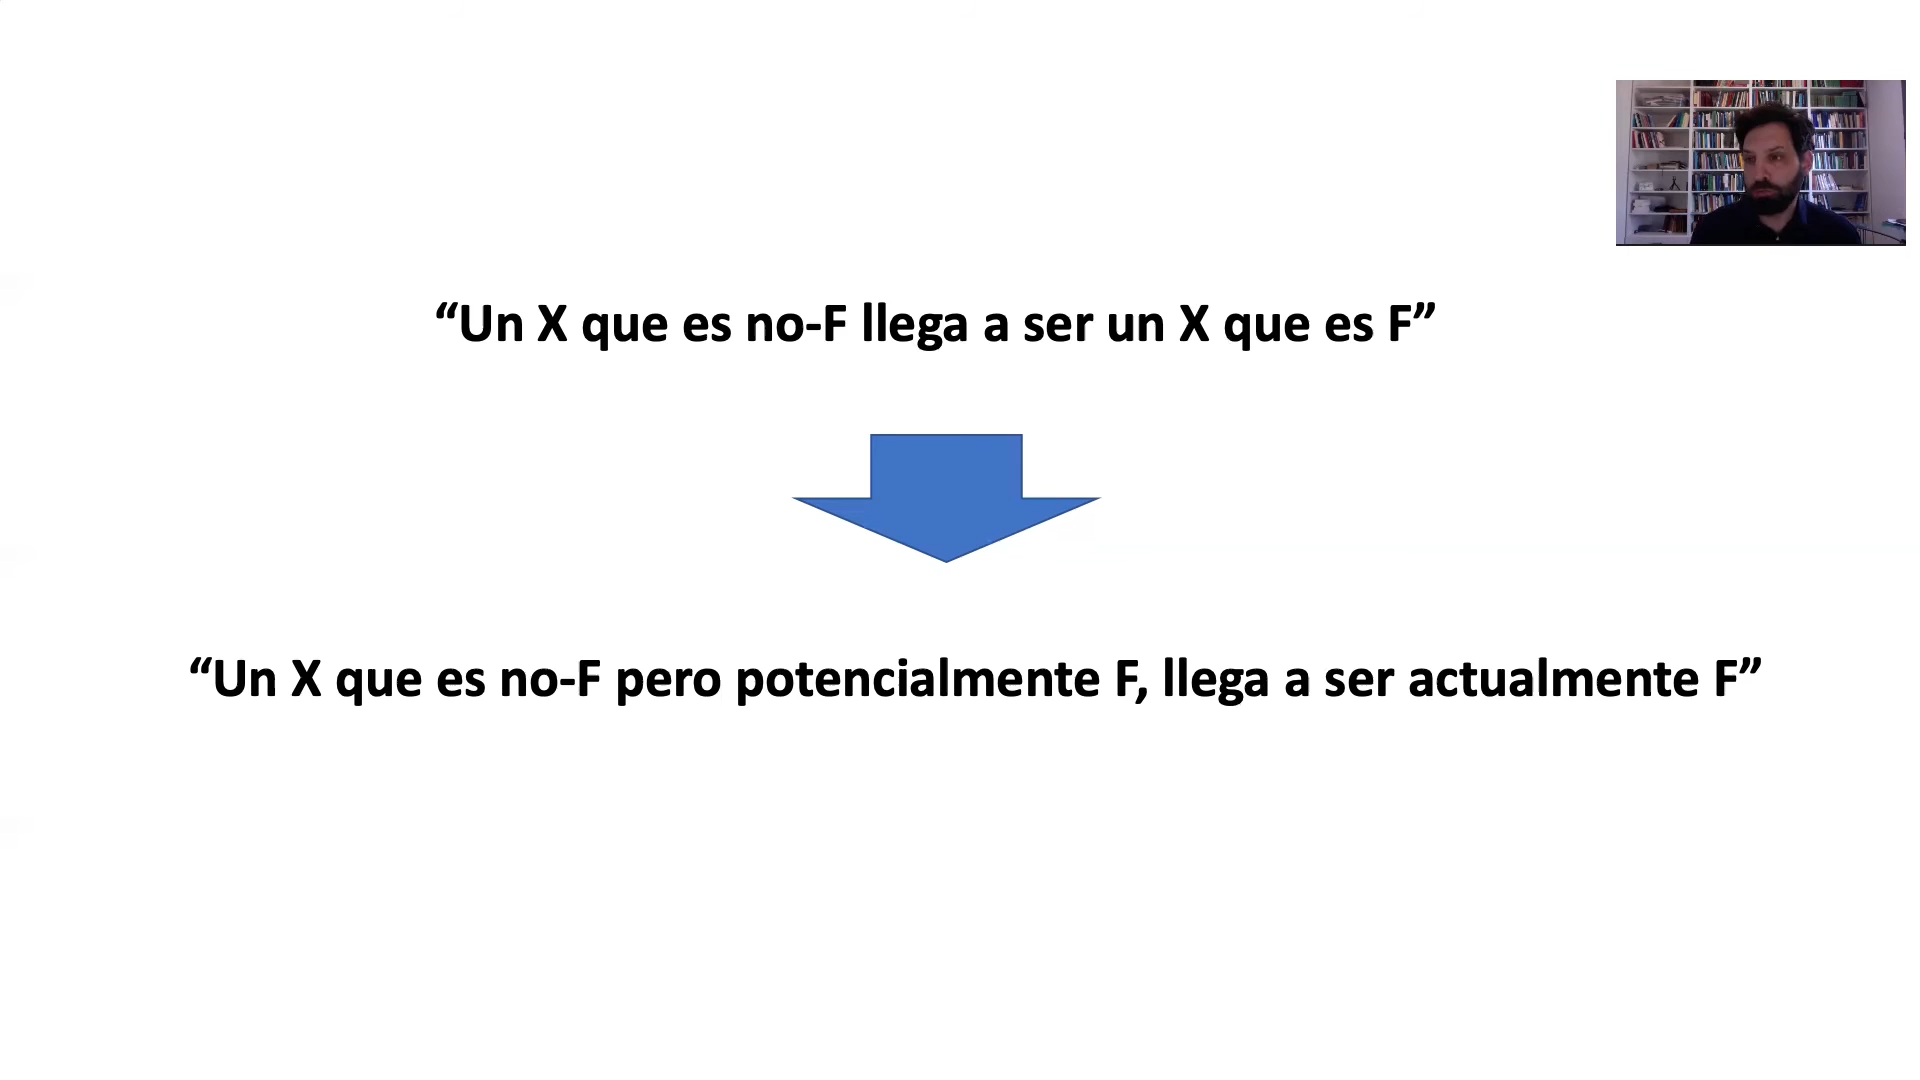 “Un X que es no-F llega a ser un X que es F”
“Un X que es no-F pero potencialmente F, llega a ser actualmente F”